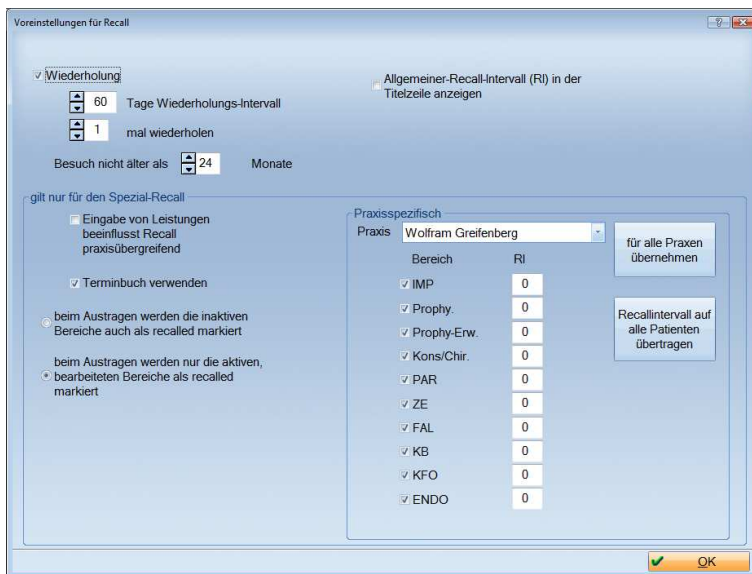 Voreinstellungen für Recall
Wiederholung
60 Tage Wiederholungs-Intervall
1 mal wiederholen
Besuch nicht älter als 24 Monate
Allgemeiner-Recall-Intervall (RI) in der
Titelzeile anzeigen
gilt nur für den Spezial-Recall
Eingabe von Leistungen
beeinflusst Recall
praxisübergreifend
Terminbuch verwenden
beim Austragen werden die inaktiven
Bereiche auch als recalled markiert
beim Austragen werden nur die aktiven,
bearbeiteten Bereiche als recalled
markiert
Praxisspezifisch
Praxis Wolfram Greifenberg
Bereich RI
IMP 0
Prophy. 0
Prophy-Erw. 0
Kons/Chir. 0
PAR 0
ZE 0
FAL 0
KB 0
KFO 0
ENDO 0
für alle Praxen
übernehmen
Recallintervall auf
alle Patienten
übertragen
OK